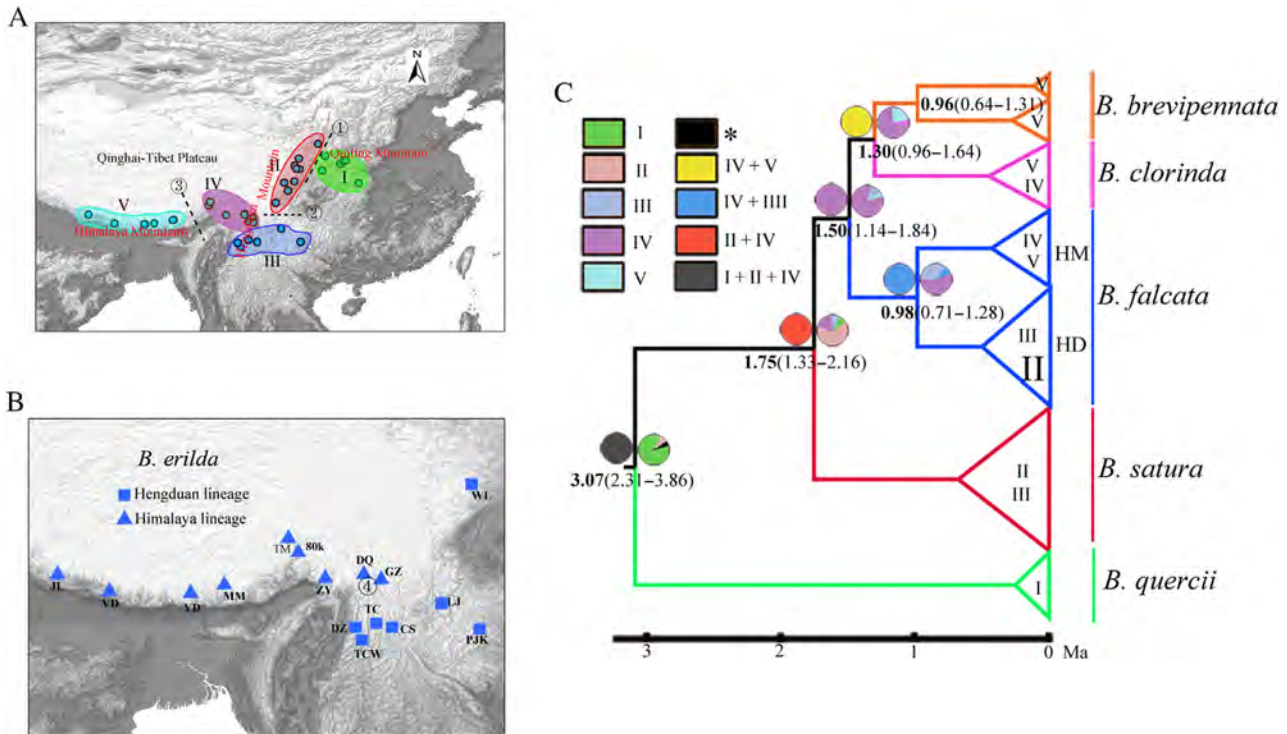 A
N
Qinghai-Tibet Plateau
①
Qinling Mountain
II
I
Mountain
③
IV
②
V
Himalaya Mountains
III
B
B. erilda
Hengduan lineage
Himalaya lineage
WL
TM
80k
JL
YD
YD
MM
ZY
DQ
④
GZ
LJ
DZ
TC
CS
TCW
PJK
C
I
*
II
IV + V
III
IV + IIII
IV
II + IV
V
I + II + IV
V
0.96(0.64-1.31)
V
B. brevipennata
1.30(0.96-1.64)
V
IV
B. clorinda
1.50(1.14-1.84)
IV
V
HM
B. falcata
0.98(0.71-1.28)
III
II
HD
1.75(1.33-2.16)
II
III
B. satura
3.07(2.31-3.86)
I
B. quercii
3
2
1
0
Ma